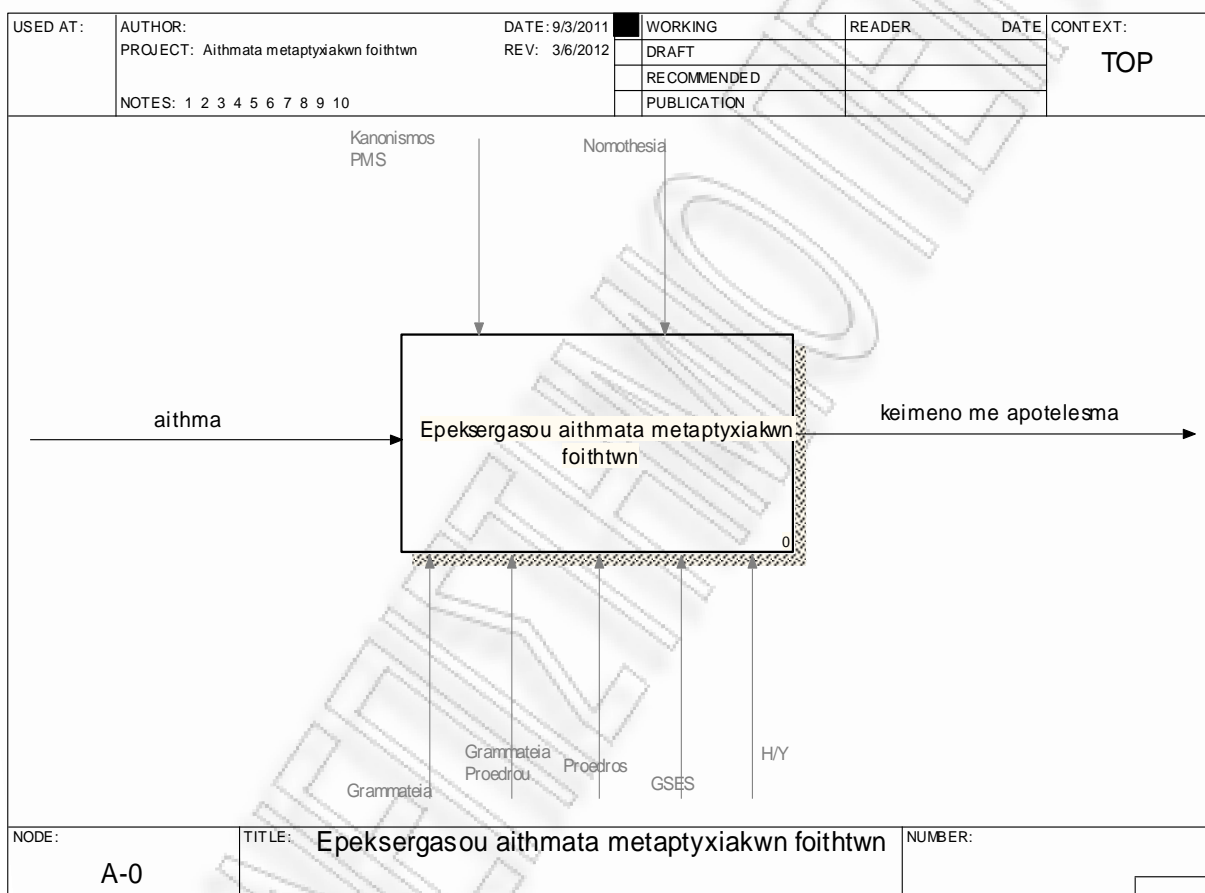 USED AT:
AUTHOR:
DATE: 9/3/2011
PROJECT: Aithmata metaptyxiakwn foithtwn
REV: 3/6/2012
NOTES: 1 2 3 4 5 6 7 8 9 10
WORKING
DRAFT
RECOMMENDED
PUBLICATION
READER
DATE
CONTEXT:
TOP
Kanonismos
PMS
Nomothesia
aithma
Epeksergasou aithmata metaptyxiakwn
foithtwn
0
keimeno me apotelesma
Grammateia
Grammateia
Proedrou
Proedros
GSES
H/Y
NODE:
A-0
TITLE:
Epeksergasou aithmata metaptyxiakwn foithtwn
NUMBER: